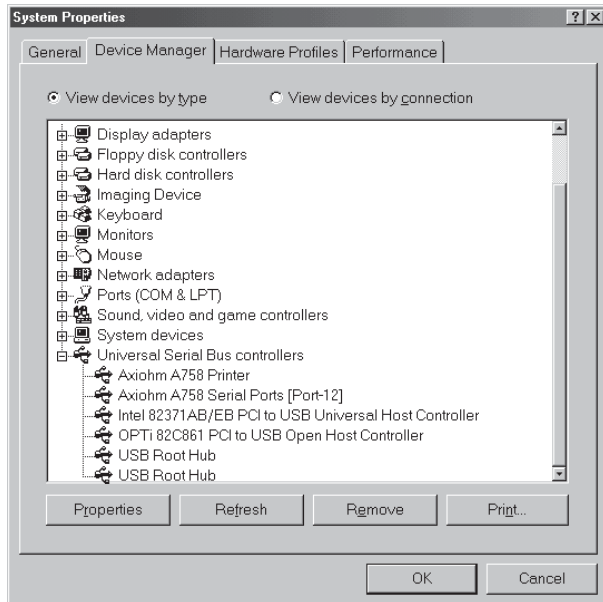 System Properties
General Device Manager Hardware Profiles Performance
View devices by type View devices by connection
Display adapters
Floppy disk controllers
Hard disk controllers
Imaging Device
Keyboard
Monitors
Mouse
Network adapters
Ports (COM & LPT)
Sound, video and game controllers
System devices
Universal Serial Bus controllers
Axiohm A758 Printer
Axiohm A758 Serial Ports [Port-12]
Intel 82371AB/EB PCI to USB Universal Host Controller
OPTi 82C861 PCI to USB Open Host Controller
USB Root Hub
USB Root Hub
Properties Refresh Remove Print...
OK Cancel